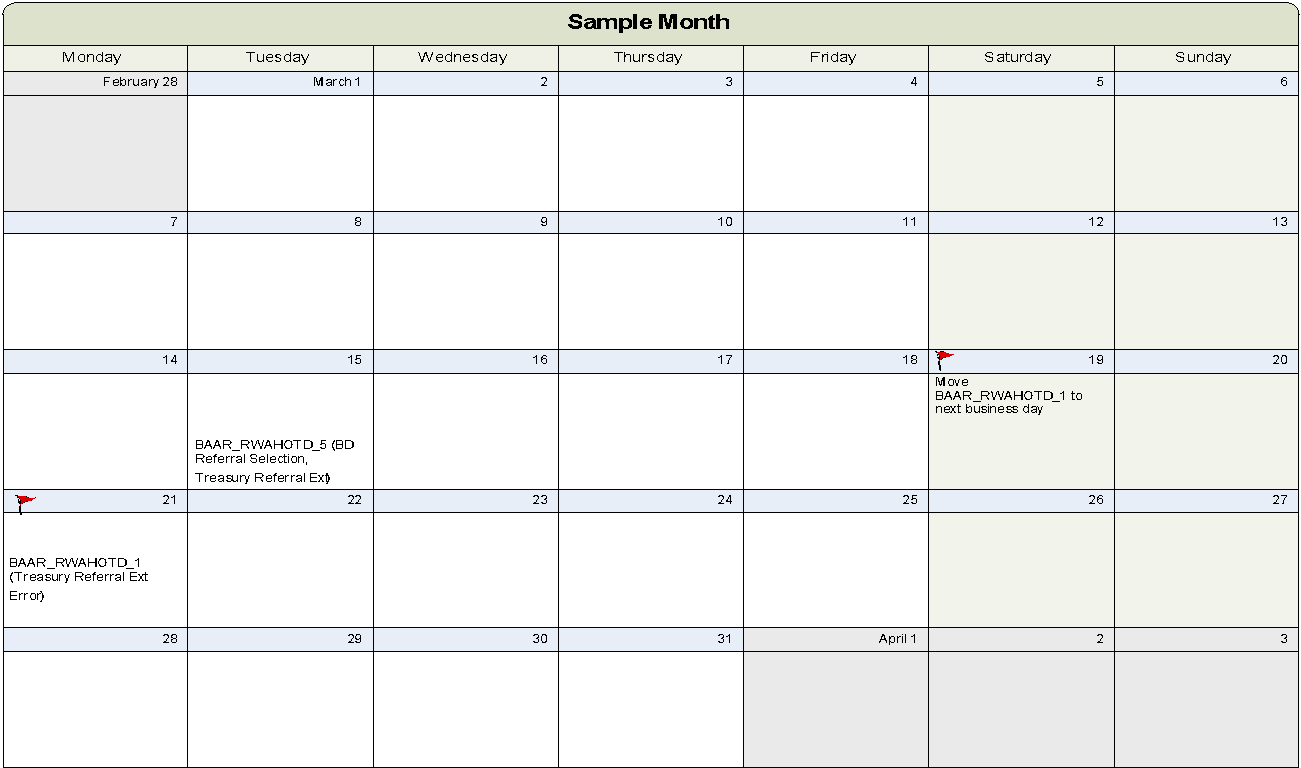 Sample Month
Monday Tuesday Wednesday Thursday Friday Saturday Sunday
February 28 March 1 2 3 4 5 6
7 8 9 10 11 12 13
14 15 16 17 18 19 20
Move
BAAR_RWAHOTD_1 to
next business day
BAAR_RWAHOTD_5 (BD
Referral Selection,
Treasury Referral Ext)
21 22 23 24 25 26 27
BAAR_RWAHOTD_1
(Treasury Referral Ext
Error)
28 29 30 31 April 1 2 3